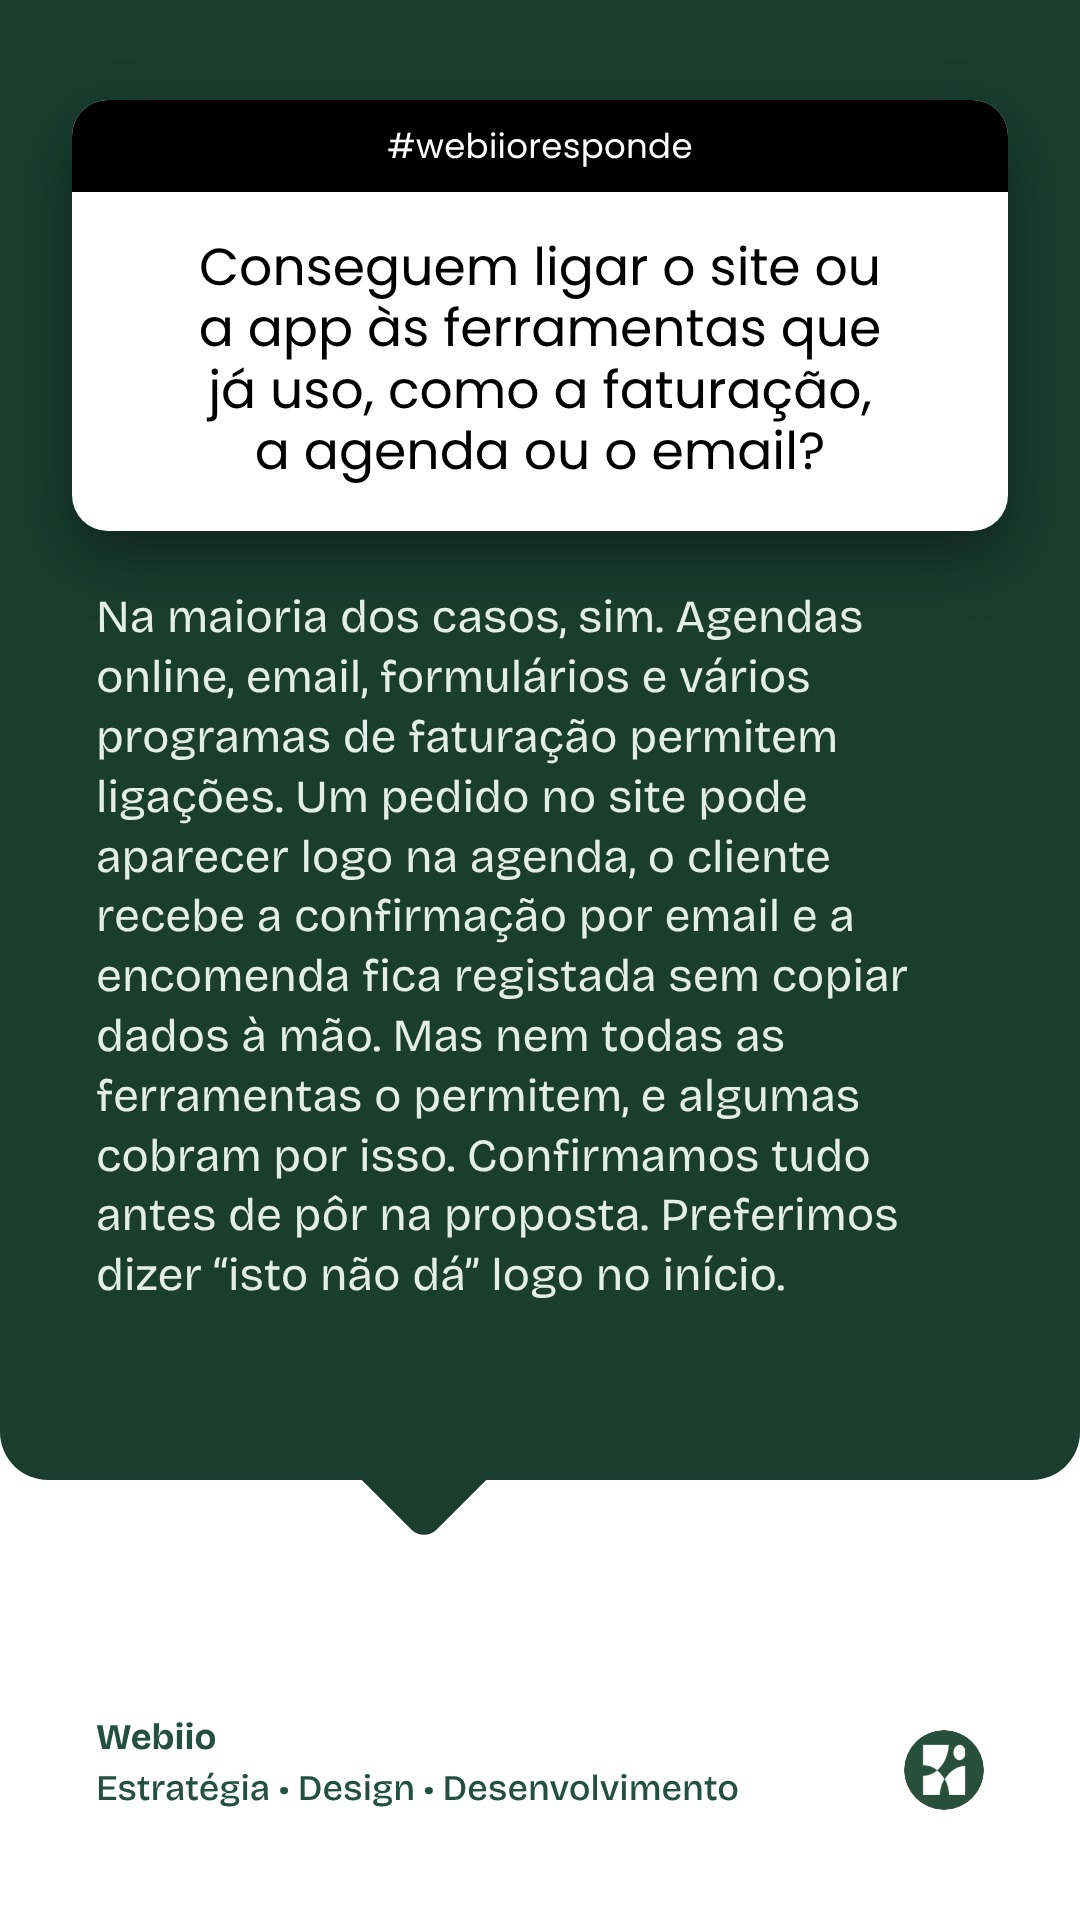 #webiioresponde
Conseguem ligar o site ou
a app às ferramentas que
já uso, como a faturação,
a agenda ou o email?
Na maioria dos casos, sim. Agendas
online, email, formulários e vários
programas de faturação permitem
ligações. Um pedido no site pode
aparecer logo na agenda, o cliente
recebe a confirmação por email e a
encomenda fica registada sem copiar
dados à mão. Mas nem todas as
ferramentas o permitem, e algumas
cobram por isso. Confirmamos tudo
antes de pôr na proposta. Preferimos
dizer “isto não dá” logo no início.
Webiio
Estratégia • Design • Desenvolvimento